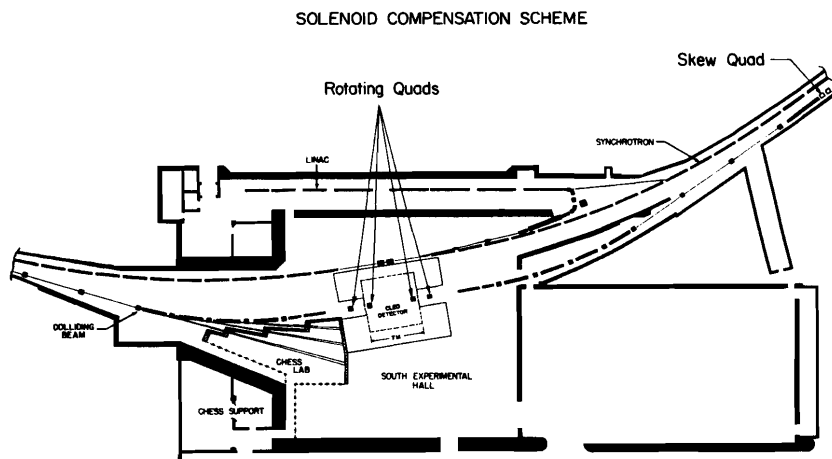 SOLENOID COMPENSATION SCHEME
Skew Quad
Rotating Quads
SYNCHROTRON
LINAC
CLEO
DETECTOR
7M
COLLIDING
BEAM
CHESS
LAB
SOUTH EXPERIMENTAL
HALL
CHESS SUPPORT